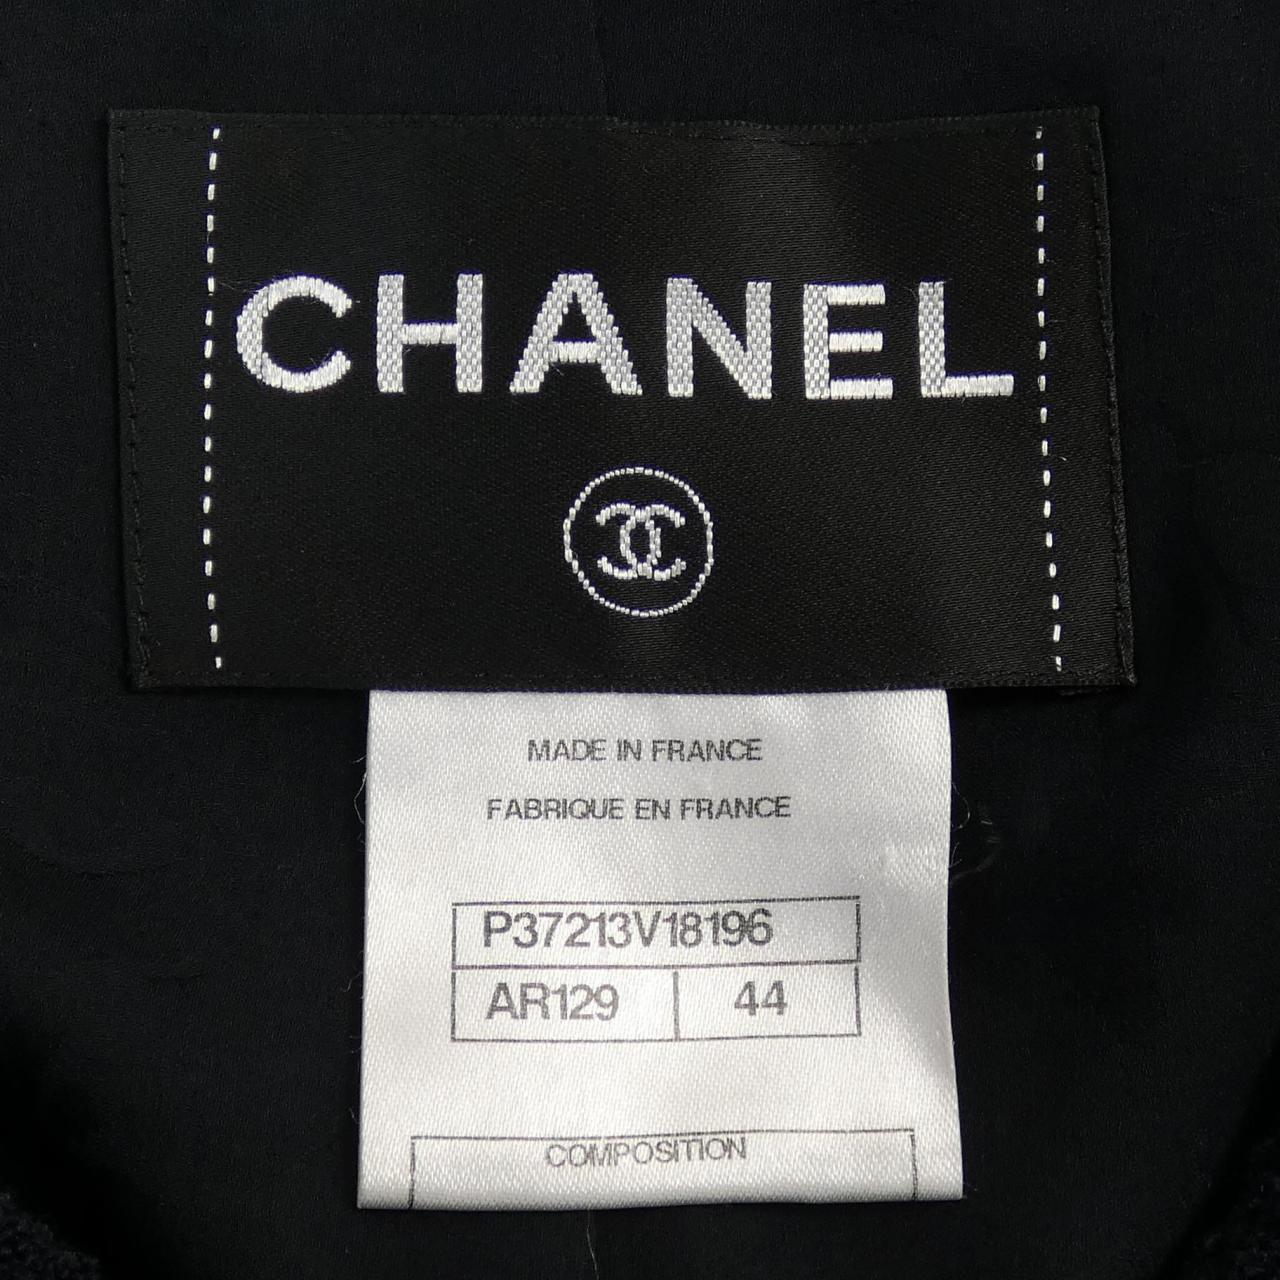 CHANEL
MADE IN FRANCE
FABRIQUE EN FRANCE
P37213V18196
AR129 44
COMPOSITION